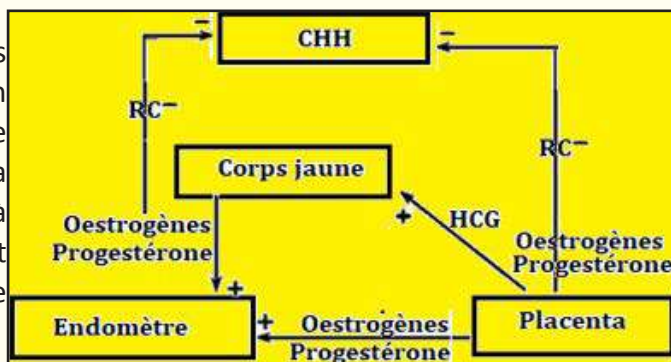 CHH
RC⁻
RC⁻
Corps jaune
HCG
Oestrogènes
Progestérone
Oestrogènes
Progestérone
Endomètre
Oestrogènes
Progestérone
Placenta
− − + + +